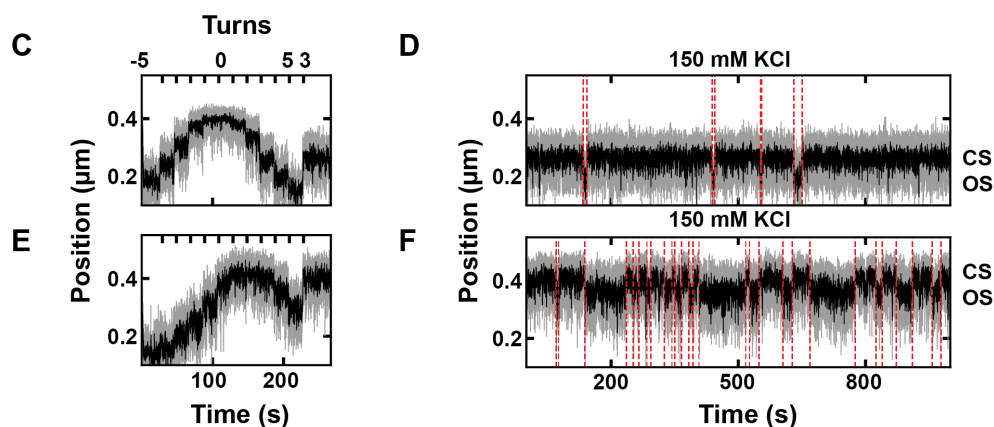 C
Turns
-5 0 5 3
0.4
0.2
D
150 mM KCl
0.4
0.2
CS
OS
Position (μm)
E
0.4
0.2
100 200
Time (s)
Position (μm)
F
150 mM KCl
0.4
0.2
CS
OS
200 500 800
Time (s)